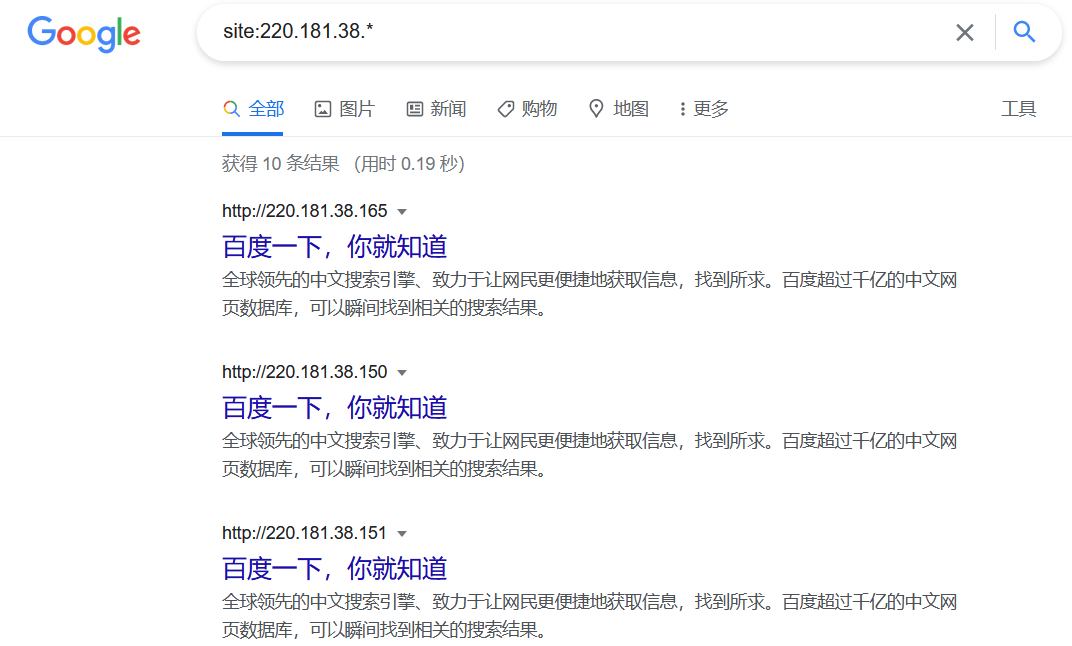 Google
site:220.181.38.*
全部 图片 新闻 购物 地图 更多 工具
获得 10 条结果 （用时 0.19 秒）
http://220.181.38.165
百度一下，你就知道
全球领先的中文搜索引擎、致力于让网民更便捷地获取信息，找到所求。百度超过千亿的中文网
页数据库，可以瞬间找到相关的搜索结果。
http://220.181.38.150
百度一下，你就知道
全球领先的中文搜索引擎、致力于让网民更便捷地获取信息，找到所求。百度超过千亿的中文网
页数据库，可以瞬间找到相关的搜索结果。
http://220.181.38.151
百度一下，你就知道
全球领先的中文搜索引擎、致力于让网民更便捷地获取信息，找到所求。百度超过千亿的中文网
页数据库，可以瞬间找到相关的搜索结果。